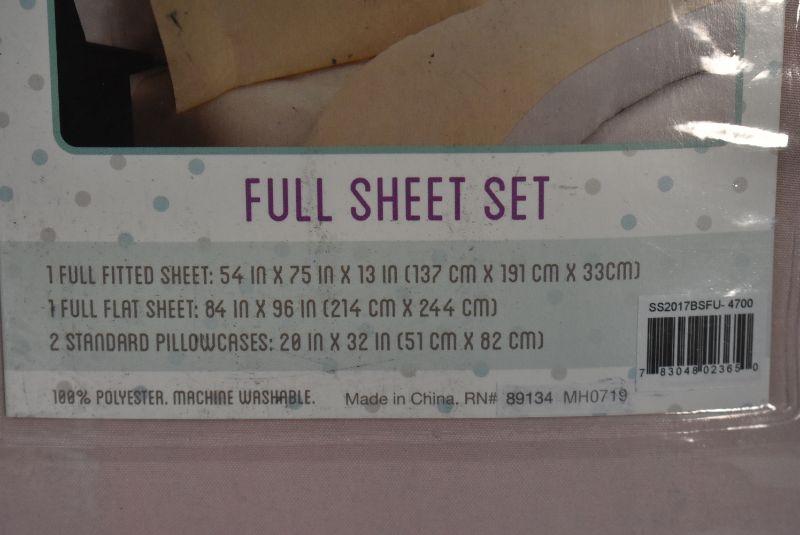 FULL SHEET SET
1 FULL FITTED SHEET: 54 IN X 75 IN X 13 IN (137 CM X 191 CM X 33CM)
1 FULL FLAT SHEET: 84 IN X 96 IN (214 CM X 244 CM)
2 STANDARD PILLOWCASES: 20 IN X 32 IN (51 CM X 82 CM)
SS2017BSFU- 4700
7 83048 02365 0
100% POLYESTER. MACHINE WASHABLE. Made in China. RN# 89134 MH0719